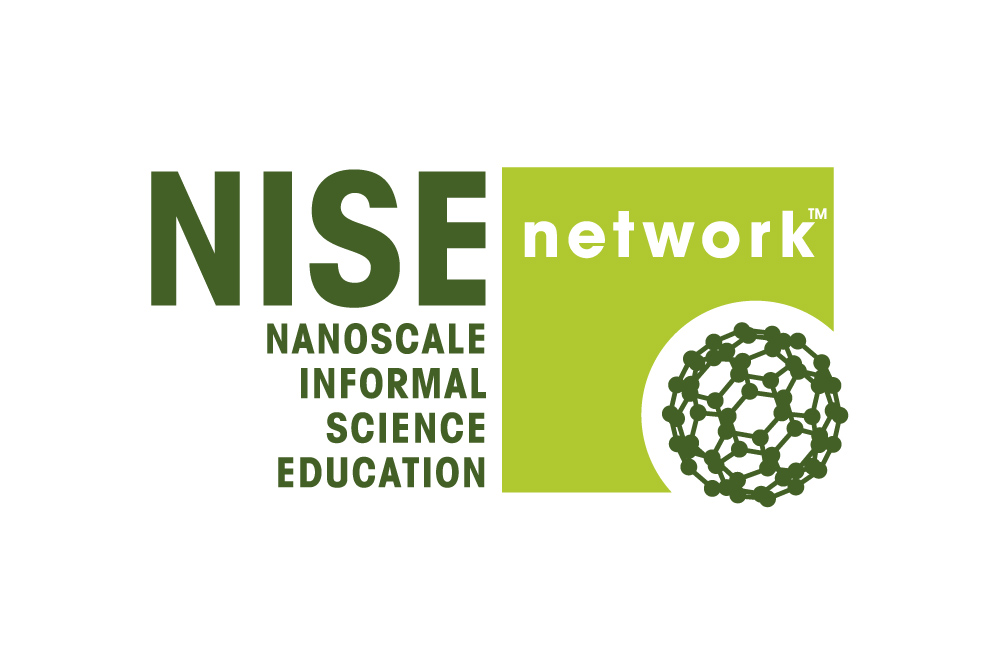 NISE
NANOSCALE
INFORMAL
SCIENCE
EDUCATION
network™